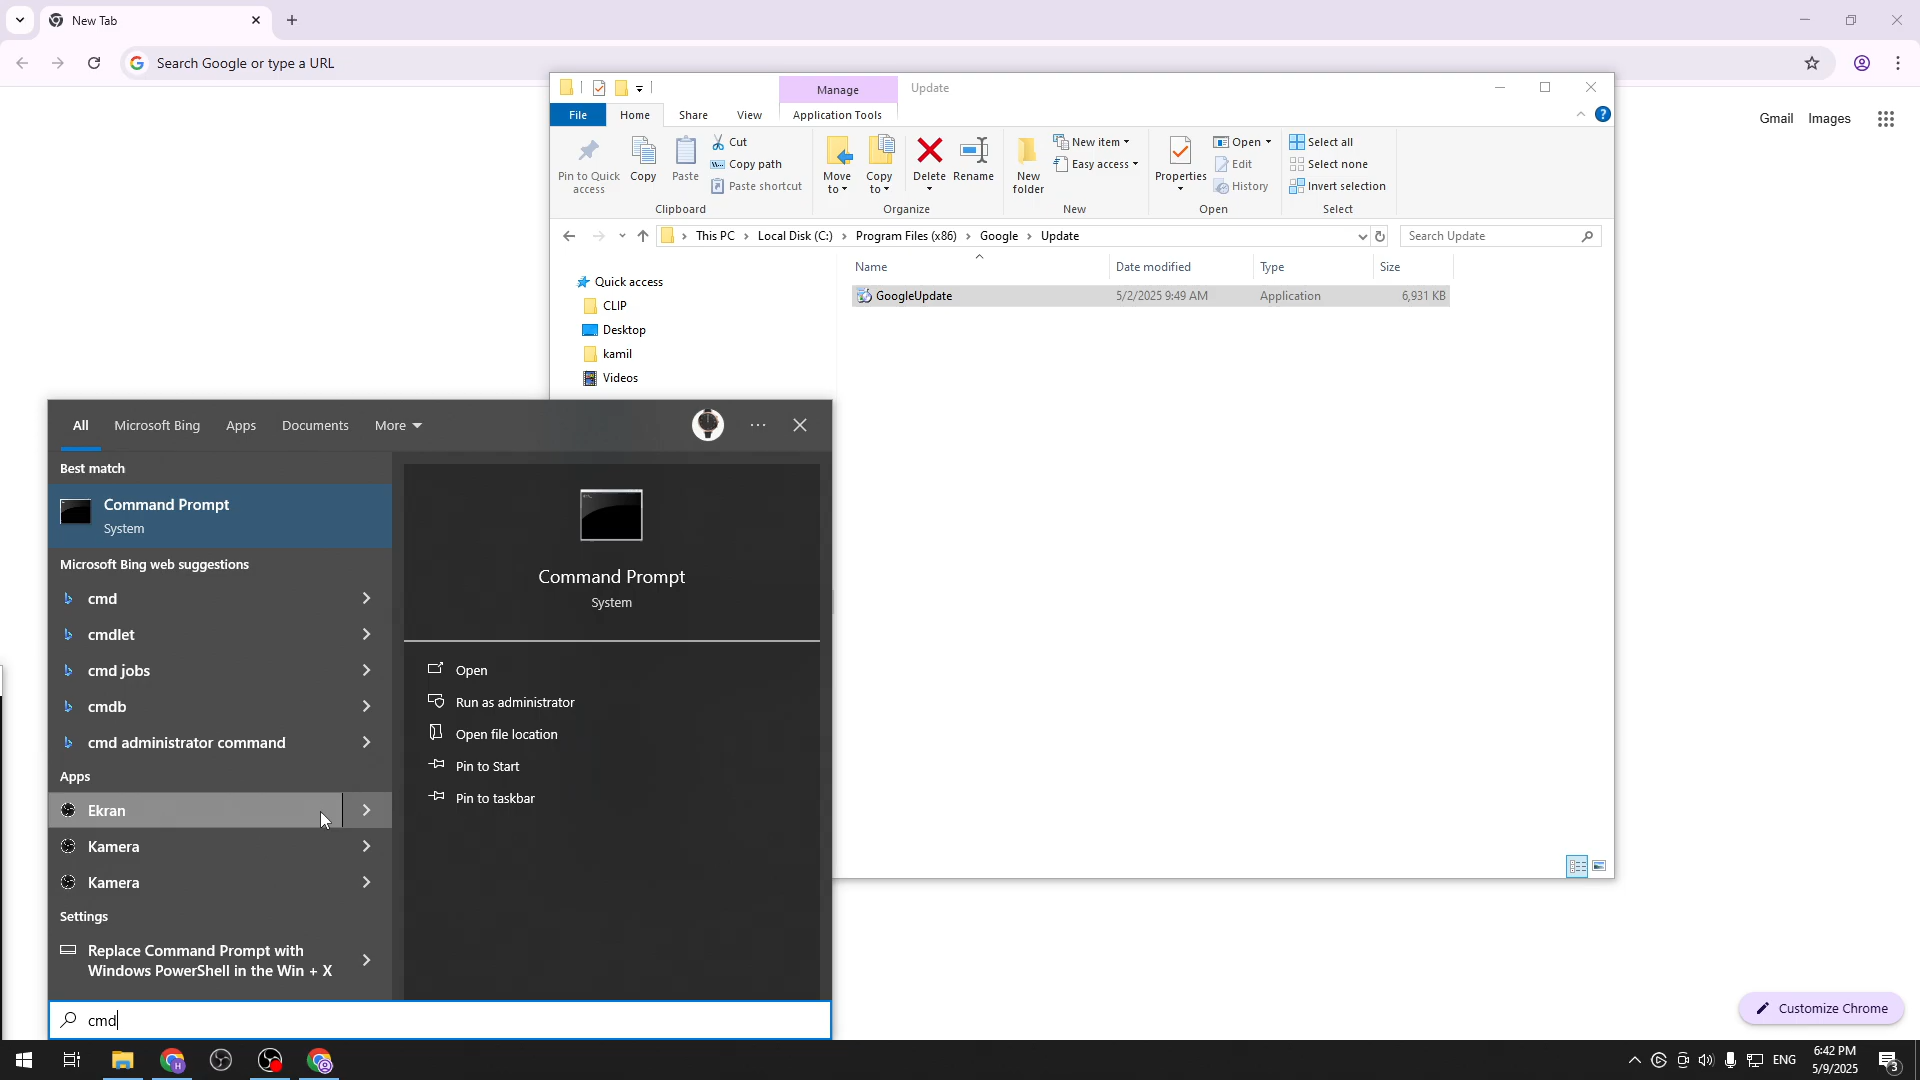 New Tab
Search Google or type a URL
Gmail
Images
Manage
Update
File
Home
Share
View
Application Tools
Pin to Quick access
Copy
Paste
Cut
Copy path
Paste shortcut
Clipboard
Move to
Copy to
Delete
Rename
Organize
New folder
New item
Easy access
New
Properties
Open
Edit
History
Open
Select all
Select none
Invert selection
Select
This PC
Local Disk (C:)
Program Files (x86)
Google
Update
Search Update
Name
Date modified
Type
Size
Quick access
CLIP
Desktop
kamil
Videos
GoogleUpdate
5/2/2025 9:49 AM
Application
6,931 KB
All
Microsoft Bing
Apps
Documents
More
Best match
Command Prompt
System
Microsoft Bing web suggestions
cmd
cmdlet
cmd jobs
cmdb
cmd administrator command
Apps
Ekran
Kamera
Kamera
Settings
Replace Command Prompt with
Windows PowerShell in the Win + X
Command Prompt
System
Open
Run as administrator
Open file location
Pin to Start
Pin to taskbar
cmd
Customize Chrome
ENG
6:42 PM
5/9/2025
3